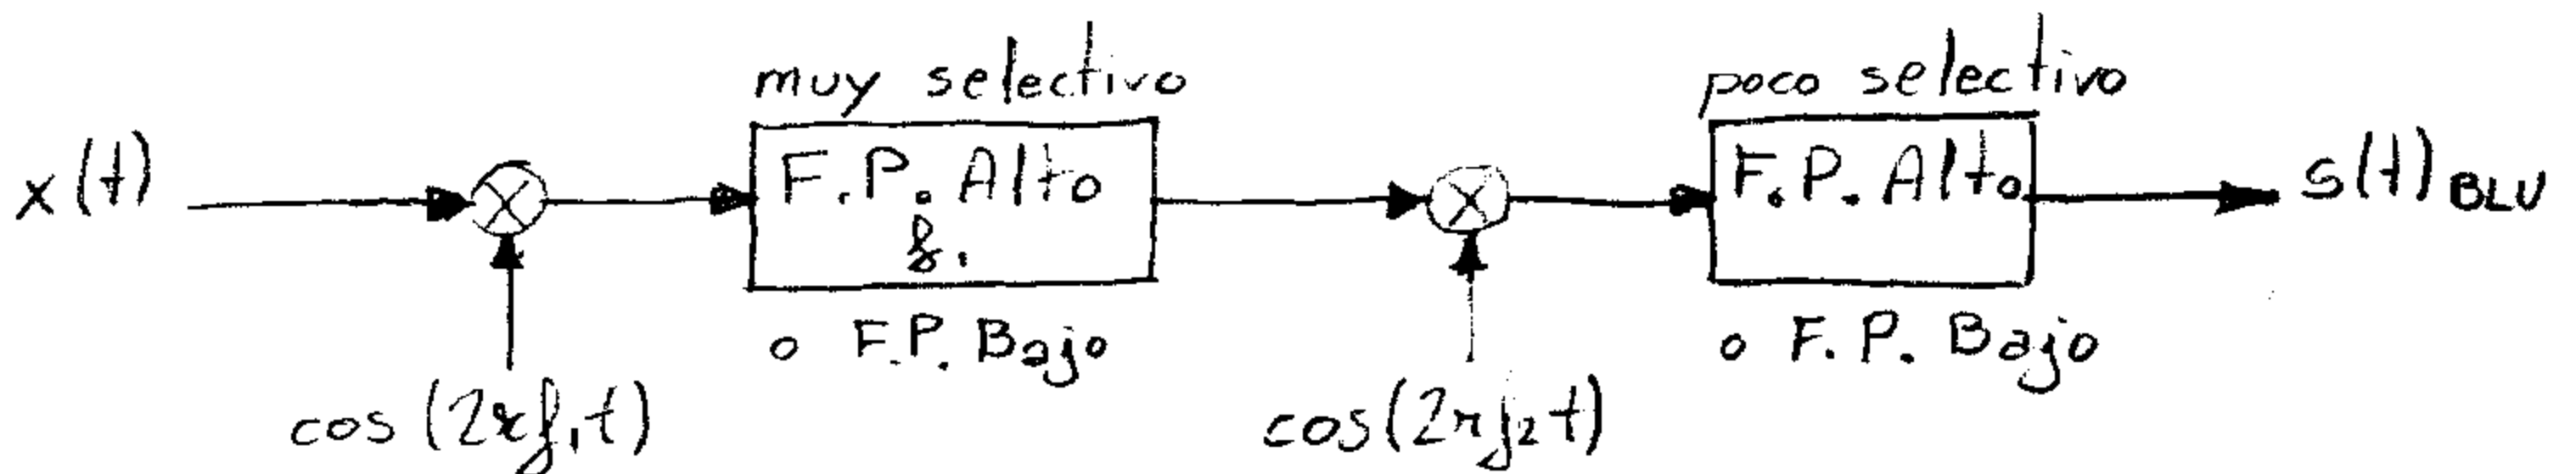 muy selectivo
poco selectivo
x(t)
F.P. Alto
f₁
F.P. Alto
s(t) BLU
o F.P. Bajo
o F.P. Bajo
cos(2πf₁t)
cos(2πf₂t)